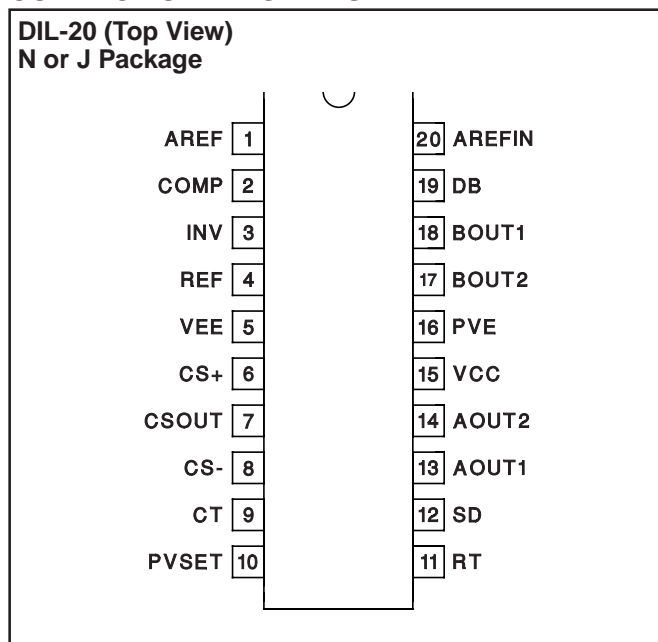 DIL-20 (Top View)
N or J Package
AREF 1 20 AREFIN
COMP 2 19 DB
INV 3 18 BOUT1
REF 4 17 BOUT2
VEE 5 16 PVE
CS+ 6 15 VCC
CSOUT 7 14 AOUT2
CS- 8 13 AOUT1
CT 9 12 SD
PVSET 10 11 RT